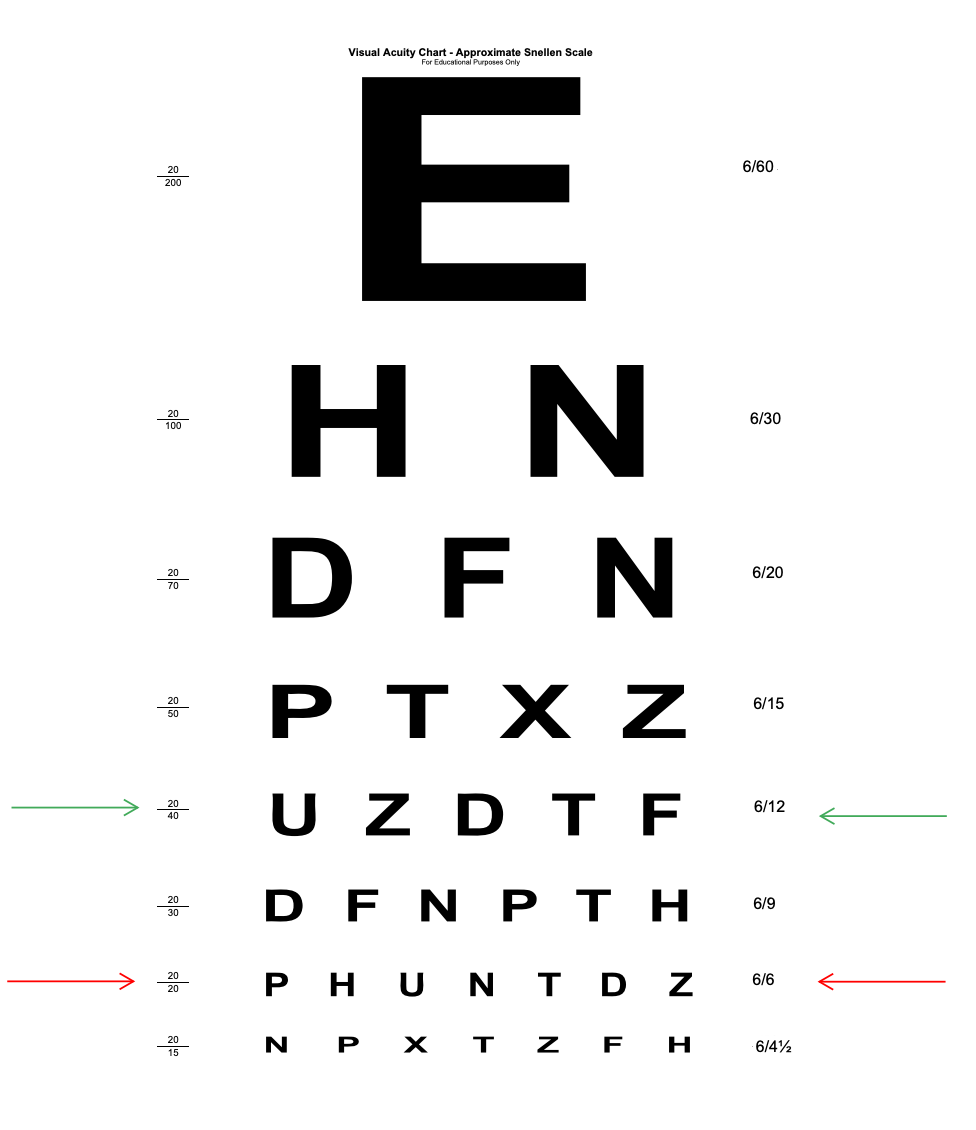 Visual Acuity Chart - Approximate Snellen Scale
For Educational Purposes Only
20/200 E 6/60
20/100 H N 6/30
20/70 D F N 6/20
20/50 P T X Z 6/15
20/40 U Z D T F 6/12
20/30 D F N P T H 6/9
20/20 P H U N T D Z 6/6
20/15 N P X T Z F H 6/4½